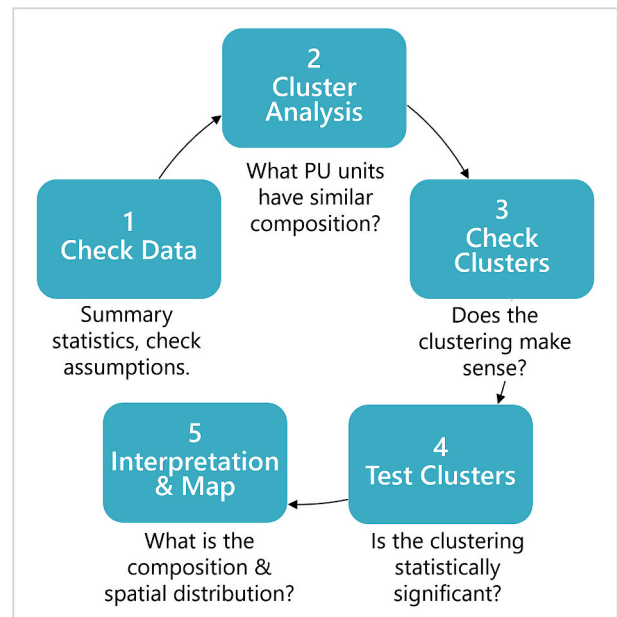 2
Cluster
Analysis
What PU units
have similar
composition?
1
Check Data
Summary
statistics, check
assumptions.
3
Check
Clusters
Does the
clustering make
sense?
4
Test Clusters
Is the clustering
statistically
significant?
5
Interpretation
& Map
What is the
composition &
spatial distribution?